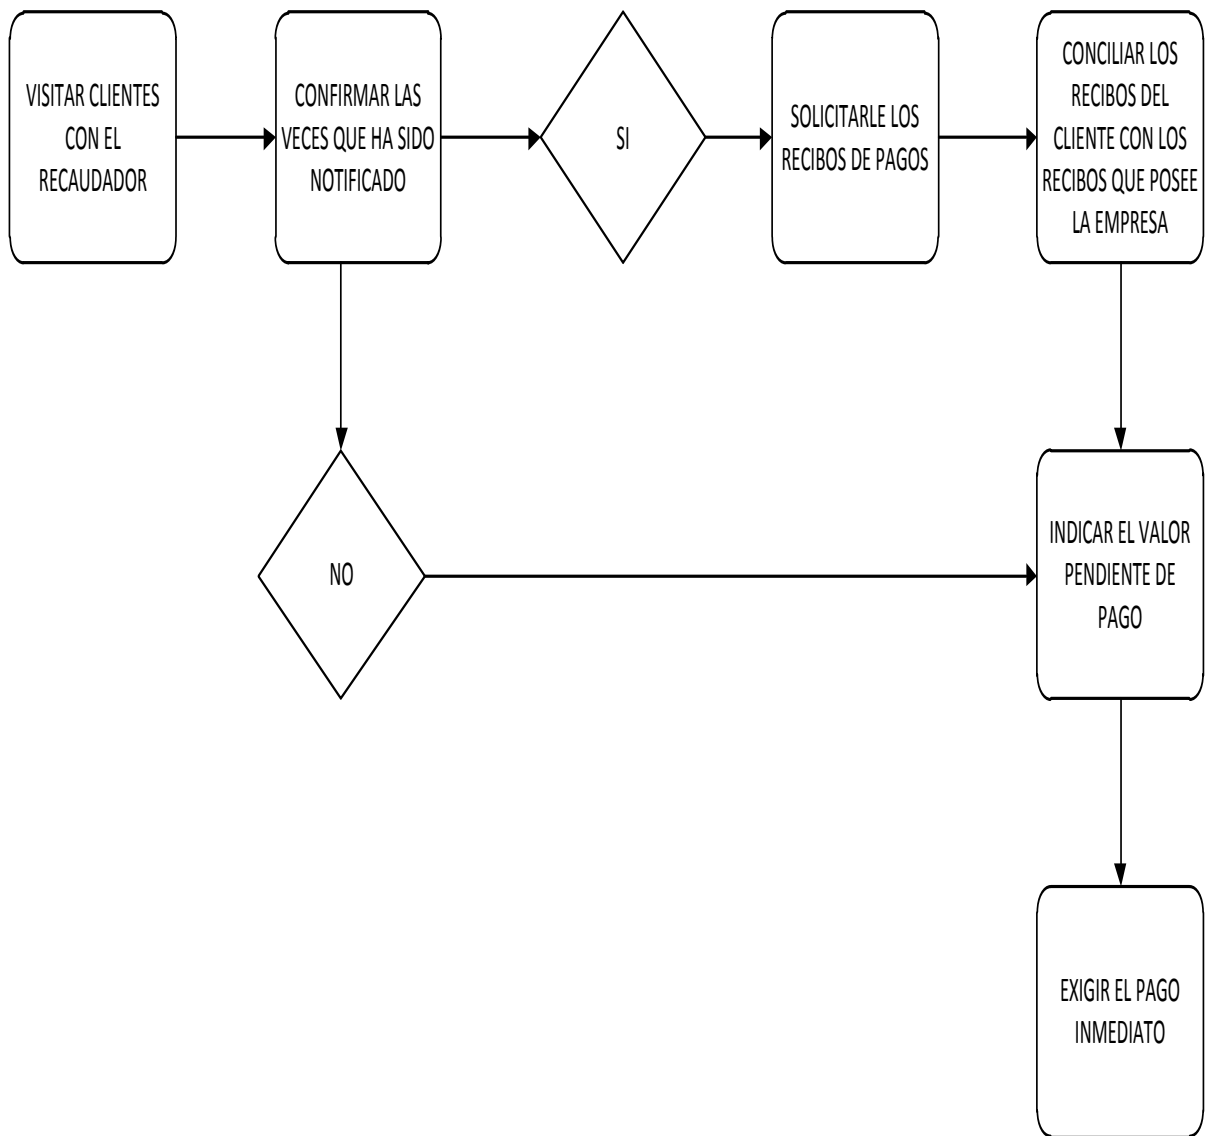 VISITAR CLIENTES
CON EL
RECAUDADOR
CONFIRMAR LAS
VECES QUE HA SIDO
NOTIFICADO
SI
SOLICITARLE LOS
RECIBOS DE PAGOS
CONCILIAR LOS
RECIBOS DEL
CLIENTE CON LOS
RECIBOS QUE POSEE
LA EMPRESA
NO
INDICAR EL VALOR
PENDIENTE DE
PAGO
EXIGIR EL PAGO
INMEDIATO